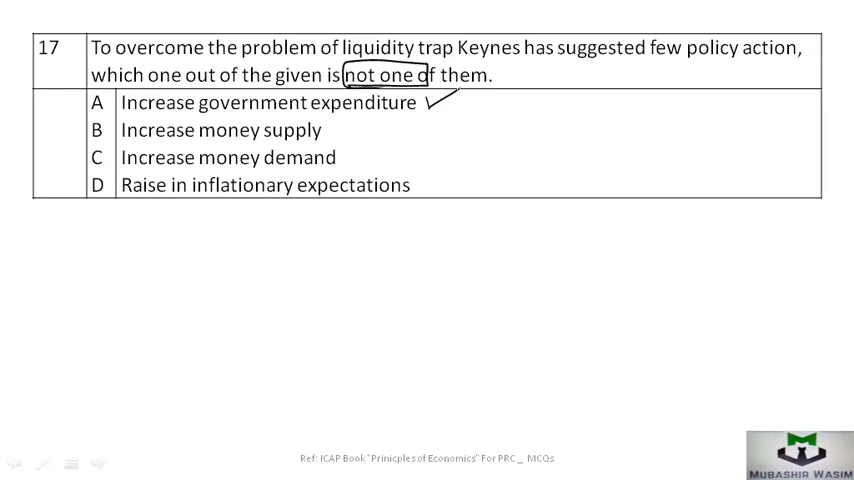 17 To overcome the problem of liquidity trap Keynes has suggested few policy action,
which one out of the given is not one of them.
A Increase government expenditure
B Increase money supply
C Increase money demand
D Raise in inflationary expectations
Ref: ICAP Book "Prinicples of Economics" For PRC_ MCQs
MUBASHIR WASIM